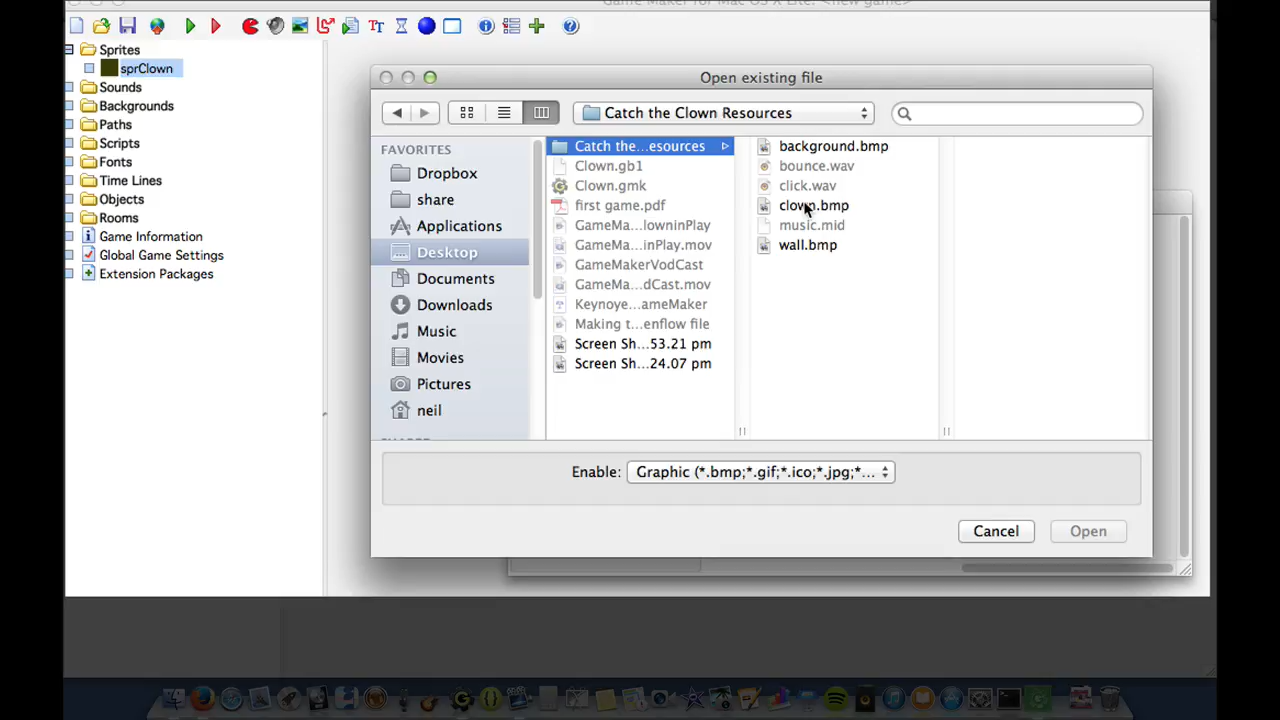 Game Maker for Mac OS X Lite: <new game>
Sprites
sprClown
Sounds
Backgrounds
Paths
Scripts
Fonts
Time Lines
Objects
Rooms
Game Information
Global Game Settings
Extension Packages
Open existing file
Catch the Clown Resources
FAVORITES
Dropbox
share
Applications
Desktop
Documents
Downloads
Music
Movies
Pictures
neil
Catch the...esources
Clown.gb1
Clown.gmk
first game.pdf
GameMa...lowninPlay
GameMa...inPlay.mov
GameMakerVodCast
GameMa...dCast.mov
Keynoye...ameMaker
Making t...enflow file
Screen Sh...53.21 pm
Screen Sh...24.07 pm
background.bmp
bounce.wav
click.wav
clown.bmp
music.mid
wall.bmp
Enable: Graphic (*.bmp;*.gif;*.ico;*.jpg;*...
Cancel Open